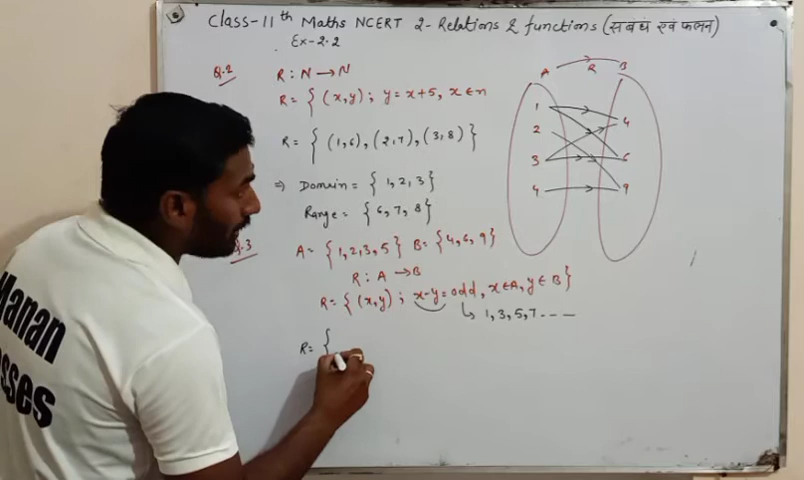 Class-11th Maths NCERT 2-Relations & functions (संबंध एवं फलन)
Ex-2.2
Q.2 R : N → N
R = { (x,y) ; y = x+5, x ∈ n
R = { (1,6), (2,7), (3,8) }
⇒ Domain = { 1, 2, 3 }
Range = { 6, 7, 8 }
Q.3 A = { 1, 2, 3, 5 } B = { 4, 6, 9 }
R : A → B
R = { (x,y) ; x-y = odd, x ∈ A, y ∈ B }
↳ 1, 3, 5, 7 - - -
R = {
A R B
1 4
2
3 6
4 9
Manan